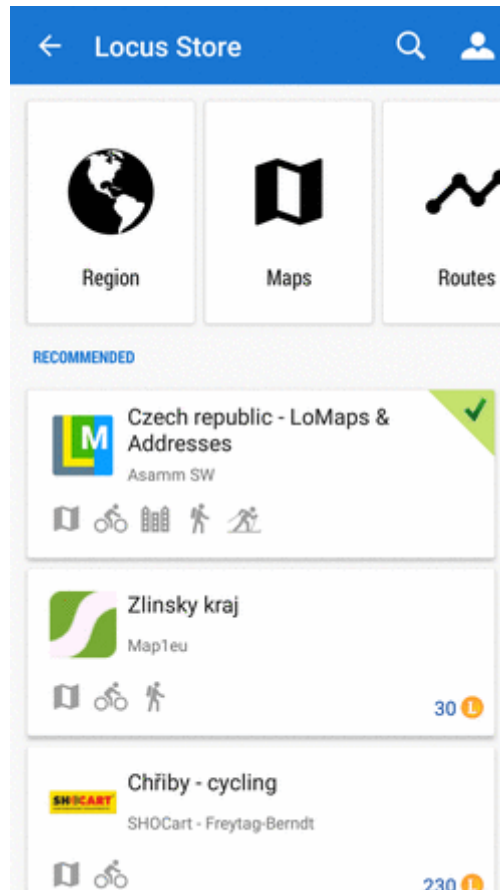 Locus Store
Region
Maps
Routes
RECOMMENDED
Czech republic - LoMaps &
Addresses
Asamm SW
Zlinsky kraj
Map1eu
30 L
SHOCART
Chřiby - cycling
SHOCart - Freytag-Berndt
230 L